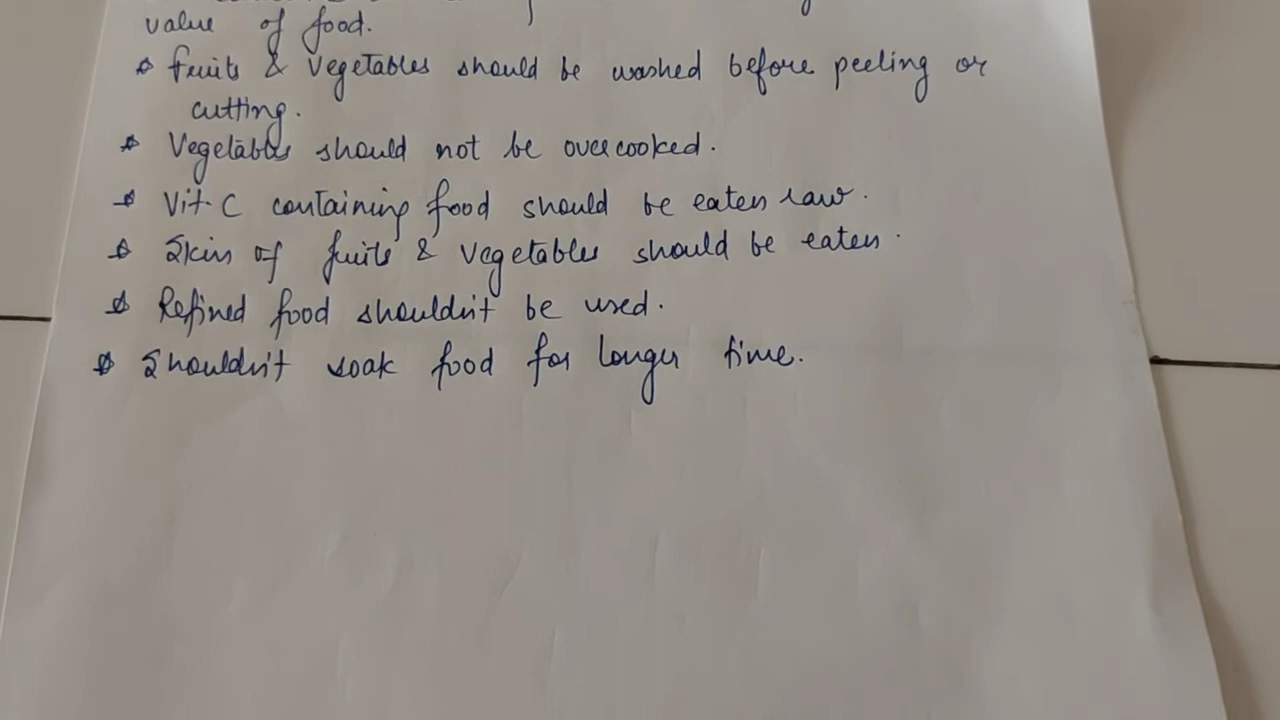 value of food.
☆ fruits & vegetables should be washed before peeling or
cutting.
☆ Vegetables should not be overcooked.
☆ Vit-C containing food should be eaten raw.
☆ Skin of fruits & vegetables should be eaten.
☆ Refined food shouldn't be used.
☆ Shouldn't soak food for longer time.